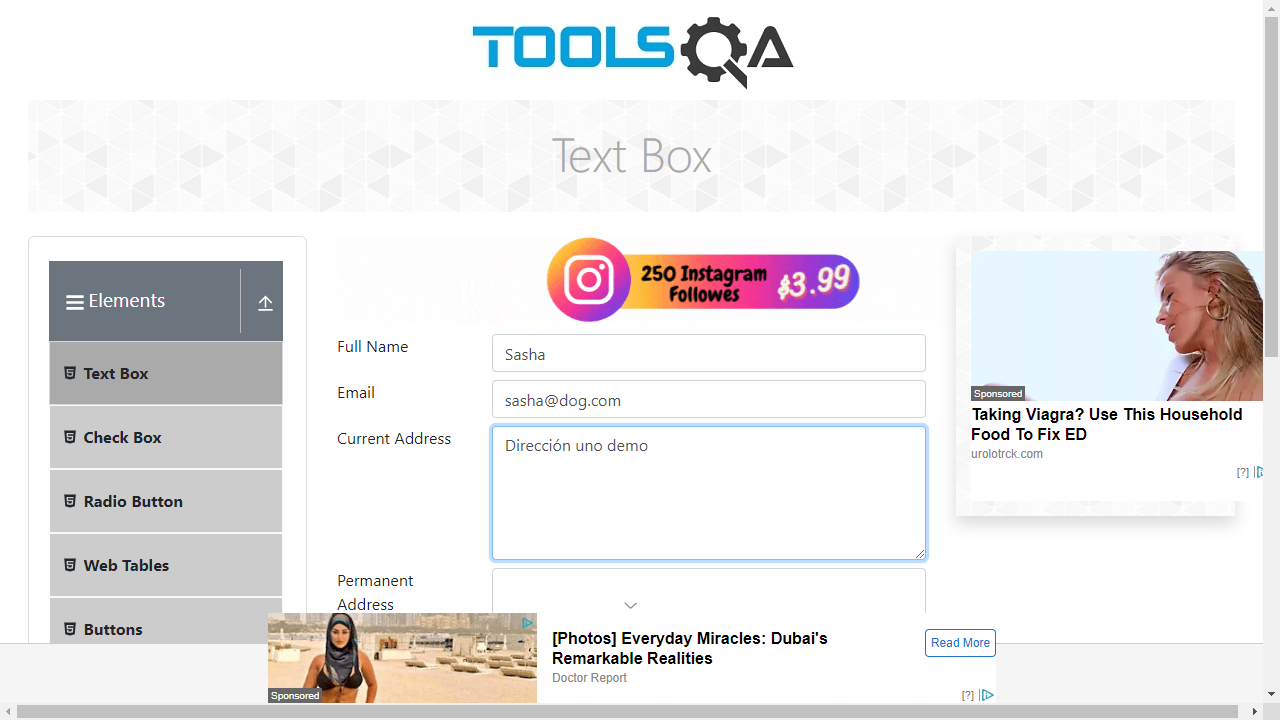 TOOLSQA
Text Box
Elements
Text Box
Check Box
Radio Button
Web Tables
Buttons
250 Instagram
Followes
$3.99
Full Name
Sasha
Email
sasha@dog.com
Current Address
Dirección uno demo
Permanent
Address
Sponsored
Taking Viagra? Use This Household
Food To Fix ED
urolotrck.com
[?]
Sponsored
[Photos] Everyday Miracles: Dubai's
Remarkable Realities
Doctor Report
Read More
[?]